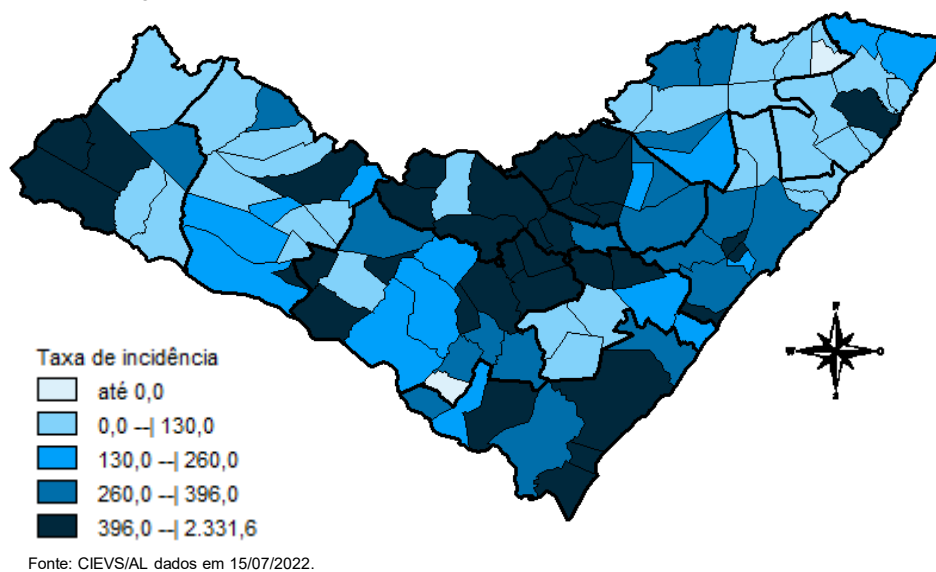 Taxa de incidência
até 0,0
0,0 --| 130,0
130,0 --| 260,0
260,0 --| 396,0
396,0 --| 2.331,6
Fonte: CIEVS/AL dados em 15/07/2022.
N
W
O
S